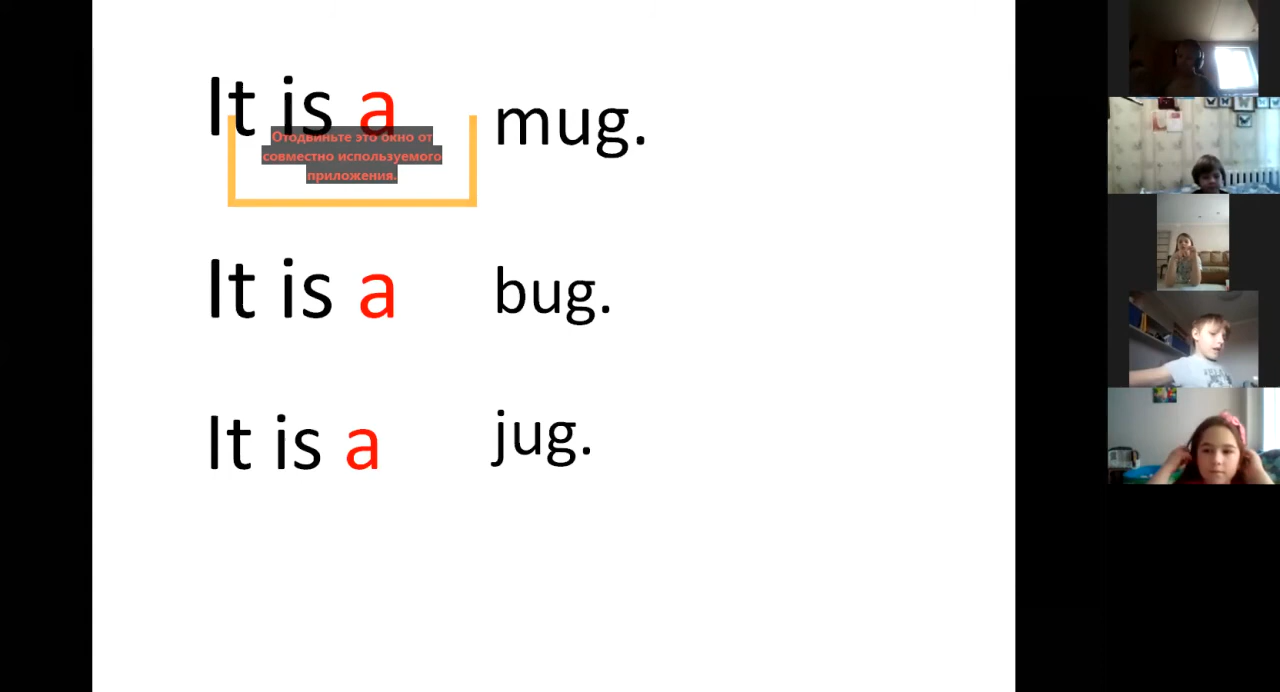 It is a mug.
Отодвиньте это окно от
совместно используемого
приложения.
It is a bug.
It is a jug.